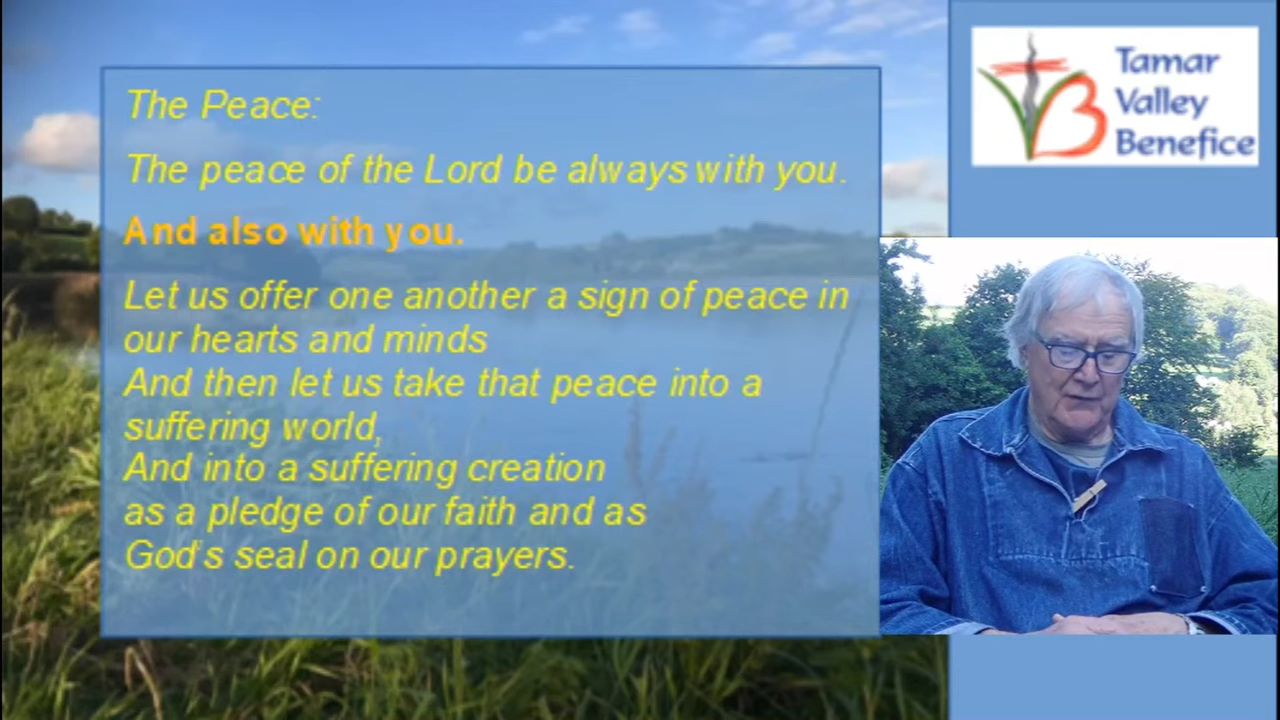 The Peace:
The peace of the Lord be always with you.
And also with you.
Let us offer one another a sign of peace in
our hearts and minds
And then let us take that peace into a
suffering world,
And into a suffering creation
as a pledge of our faith and as
God's seal on our prayers.
Tamar
Valley
Benefice